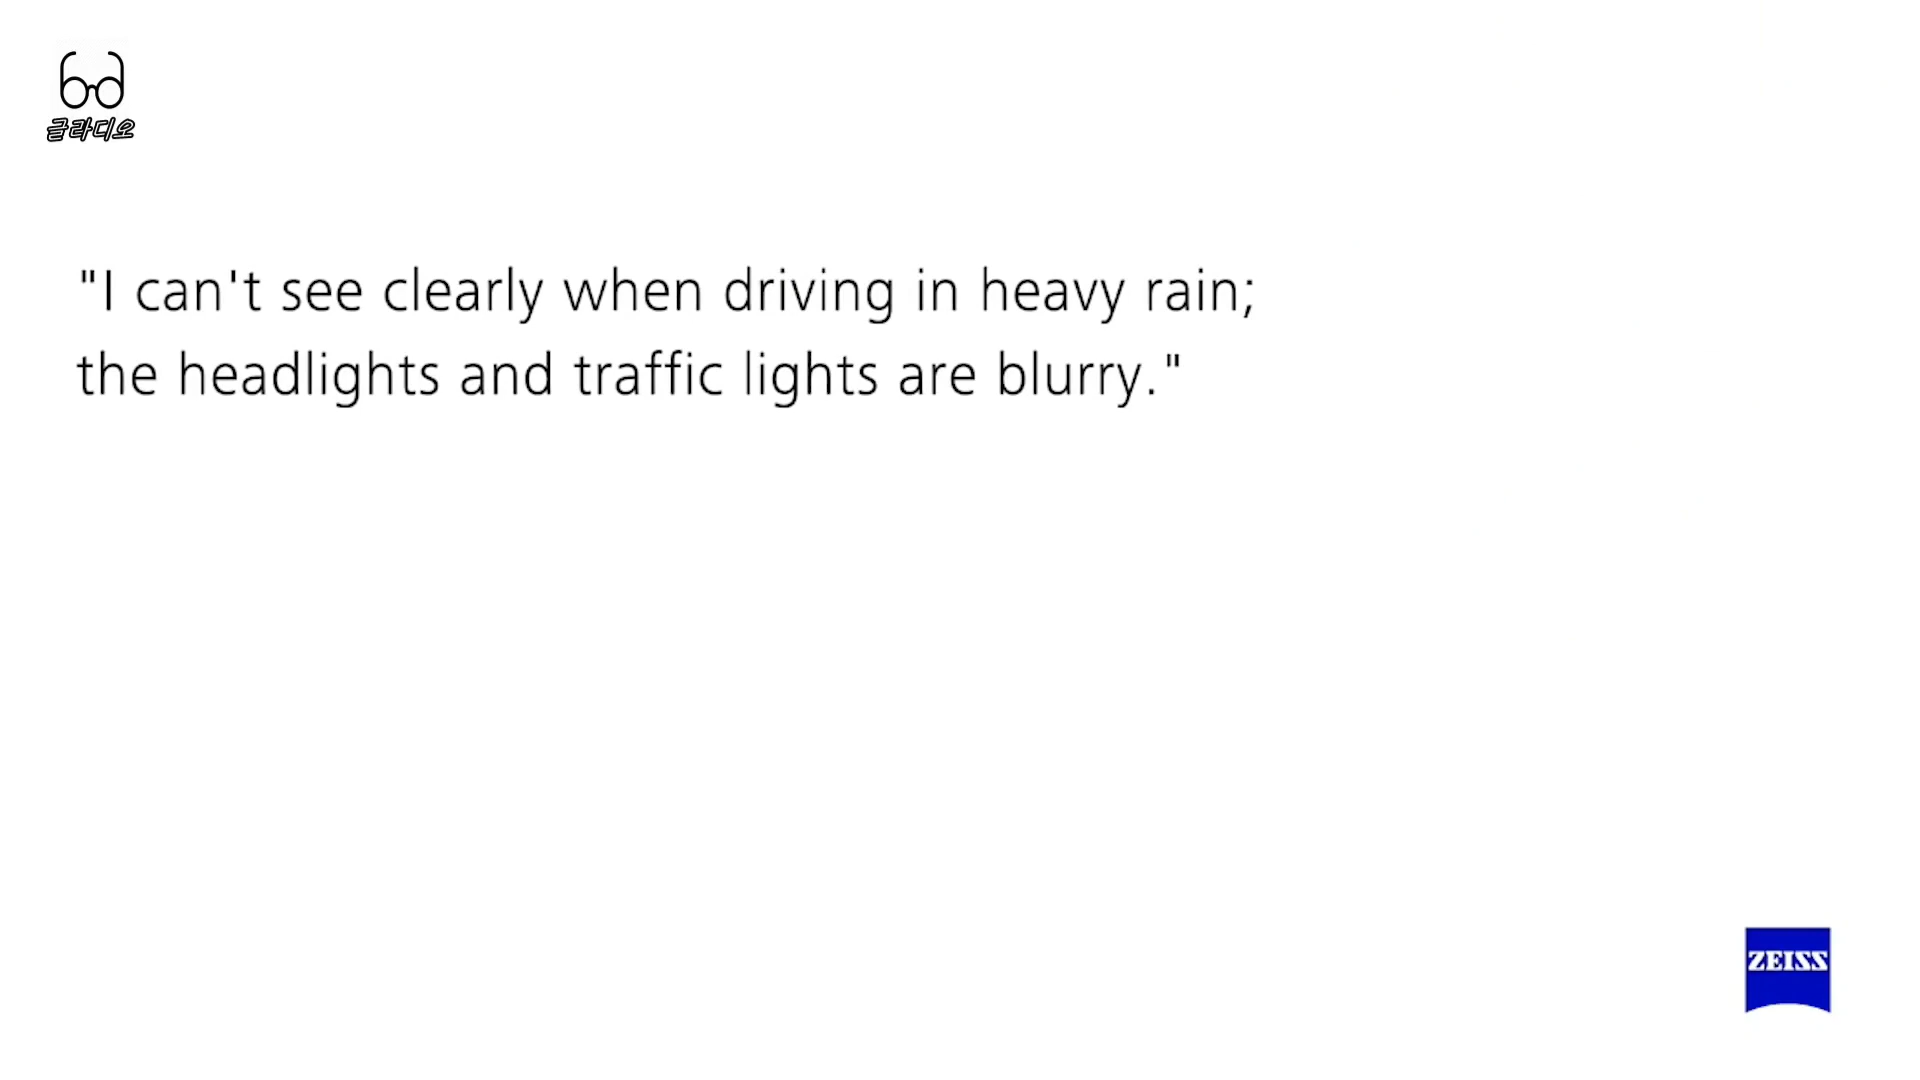 글라디오
"I can't see clearly when driving in heavy rain;
the headlights and traffic lights are blurry."
ZEISS